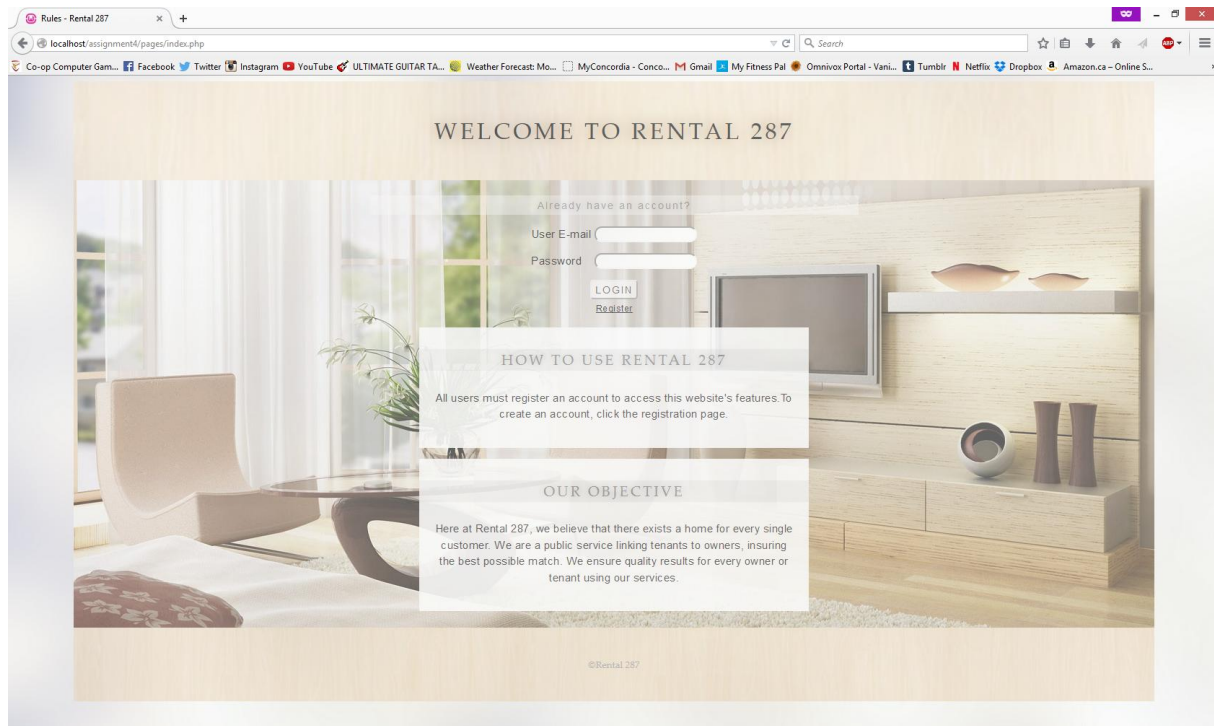 Rules - Rental 287
localhost/assignment4/pages/index.php
Search
ABP
Co-op Computer Gam... Facebook Twitter Instagram YouTube ULTIMATE GUITAR TA... Weather Forecast: Mo... MyConcordia - Conco... Gmail My Fitness Pal Omnivox Portal - Vani... Tumblr Netflix Dropbox Amazon.ca – Online S...
WELCOME TO RENTAL 287
Already have an account?
User E-mail
Password
LOGIN
Register
HOW TO USE RENTAL 287
All users must register an account to access this website's features.To
create an account, click the registration page.
OUR OBJECTIVE
Here at Rental 287, we believe that there exists a home for every single
customer. We are a public service linking tenants to owners, insuring
the best possible match. We ensure quality results for every owner or
tenant using our services.
©Rental 287